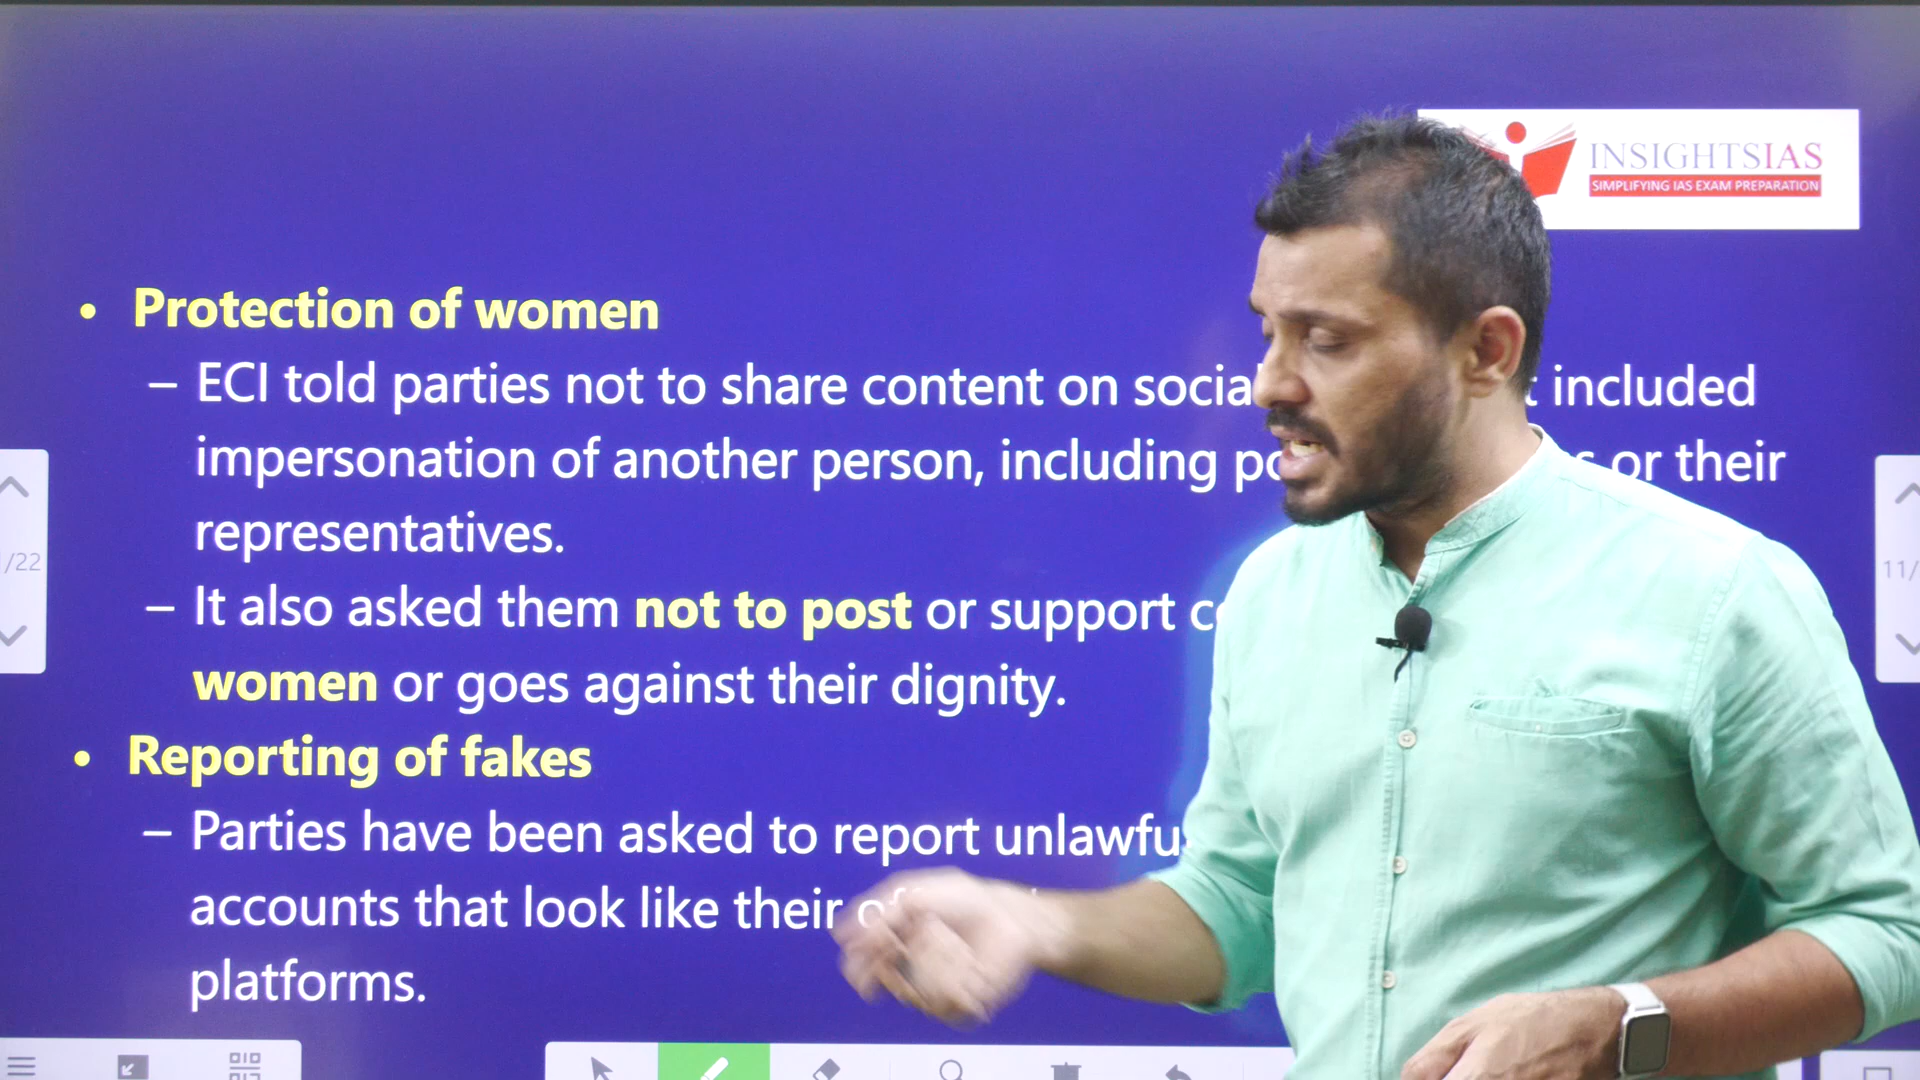 INSIGHTSIAS
SIMPLIFYING IAS EXAM PREPARATION
• Protection of women
– ECI told parties not to share content on social included
impersonation of another person, including or their
representatives.
– It also asked them not to post or support
women or goes against their dignity.
• Reporting of fakes
– Parties have been asked to report
accounts that look like their
platforms.
/22
11/